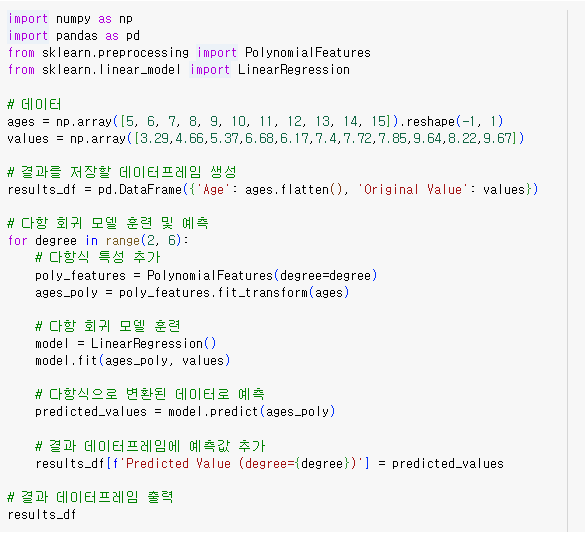 import numpy as np
import pandas as pd
from sklearn.preprocessing import PolynomialFeatures
from sklearn.linear_model import LinearRegression
# 데이터
ages = np.array([5, 6, 7, 8, 9, 10, 11, 12, 13, 14, 15]).reshape(-1, 1)
values = np.array([3.29,4.66,5.37,6.68,6.17,7.4,7.72,7.85,9.64,8.22,9.67])
# 결과를 저장할 데이터프레임 생성
results_df = pd.DataFrame({'Age': ages.flatten(), 'Original Value': values})
# 다항 회귀 모델 훈련 및 예측
for degree in range(2, 6):
# 다항식 특성 추가
poly_features = PolynomialFeatures(degree=degree)
ages_poly = poly_features.fit_transform(ages)
# 다항 회귀 모델 훈련
model = LinearRegression()
model.fit(ages_poly, values)
# 다항식으로 변환된 데이터로 예측
predicted_values = model.predict(ages_poly)
# 결과 데이터프레임에 예측값 추가
results_df[f'Predicted Value (degree={degree})'] = predicted_values
# 결과 데이터프레임 출력
results_df